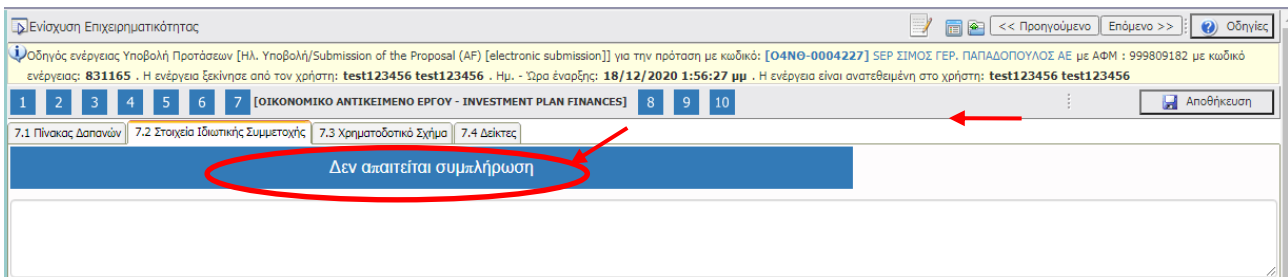 Ενίσχυση Επιχειρηματικότητας << Προηγούμενο Επόμενο >> Οδηγίες
Οδηγός ενέργειας Υποβολή Προτάσεων [Ηλ. Υποβολή/Submission of the Proposal (AF) [electronic submission]] για την πρόταση με κωδικό: [Ο4ΝΘ-0004227] SEP ΣΙΜΟΣ ΓΕΡ. ΠΑΠΑΔΟΠΟΥΛΟΣ ΑΕ με ΑΦΜ : 999809182 με κωδικό
ενέργειας: 831165 . Η ενέργεια ξεκίνησε από τον χρήστη: test123456 test123456 . Ημ. - Ώρα έναρξης: 18/12/2020 1:56:27 μμ . Η ενέργεια είναι ανατεθειμένη στο χρήστη: test123456 test123456
1 2 3 4 5 6 7 [ΟΙΚΟΝΟΜΙΚΟ ΑΝΤΙΚΕΙΜΕΝΟ ΕΡΓΟΥ - INVESTMENT PLAN FINANCES] 8 9 10 Αποθήκευση
7.1 Πίνακας Δαπανών 7.2 Στοιχεία Ιδιωτικής Συμμετοχής 7.3 Χρηματοδοτικό Σχήμα 7.4 Δείκτες
Δεν απαιτείται συμπλήρωση